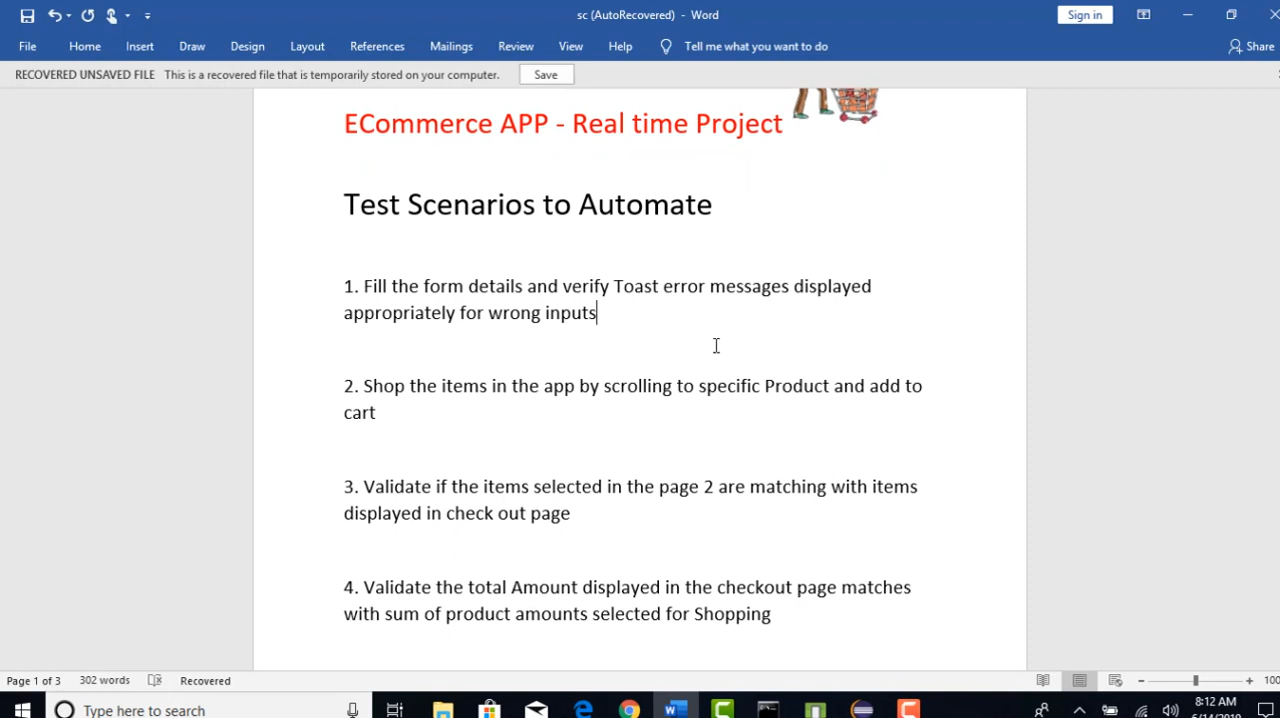 sc (AutoRecovered) - Word
Sign in
File Home Insert Draw Design Layout References Mailings Review View Help Tell me what you want to do Share
RECOVERED UNSAVED FILE This is a recovered file that is temporarily stored on your computer. Save
ECommerce APP - Real time Project
Test Scenarios to Automate
1. Fill the form details and verify Toast error messages displayed
appropriately for wrong inputs
2. Shop the items in the app by scrolling to specific Product and add to
cart
3. Validate if the items selected in the page 2 are matching with items
displayed in check out page
4. Validate the total Amount displayed in the checkout page matches
with sum of product amounts selected for Shopping
Page 1 of 3 302 words Recovered 100
Type here to search
8:12 AM